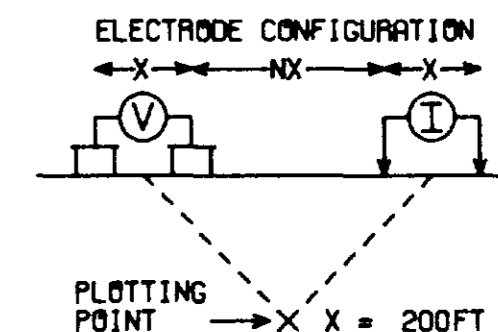 ELECTRODE CONFIGURATION
X NX X
V I
PLOTTING
POINT X X = 200FT